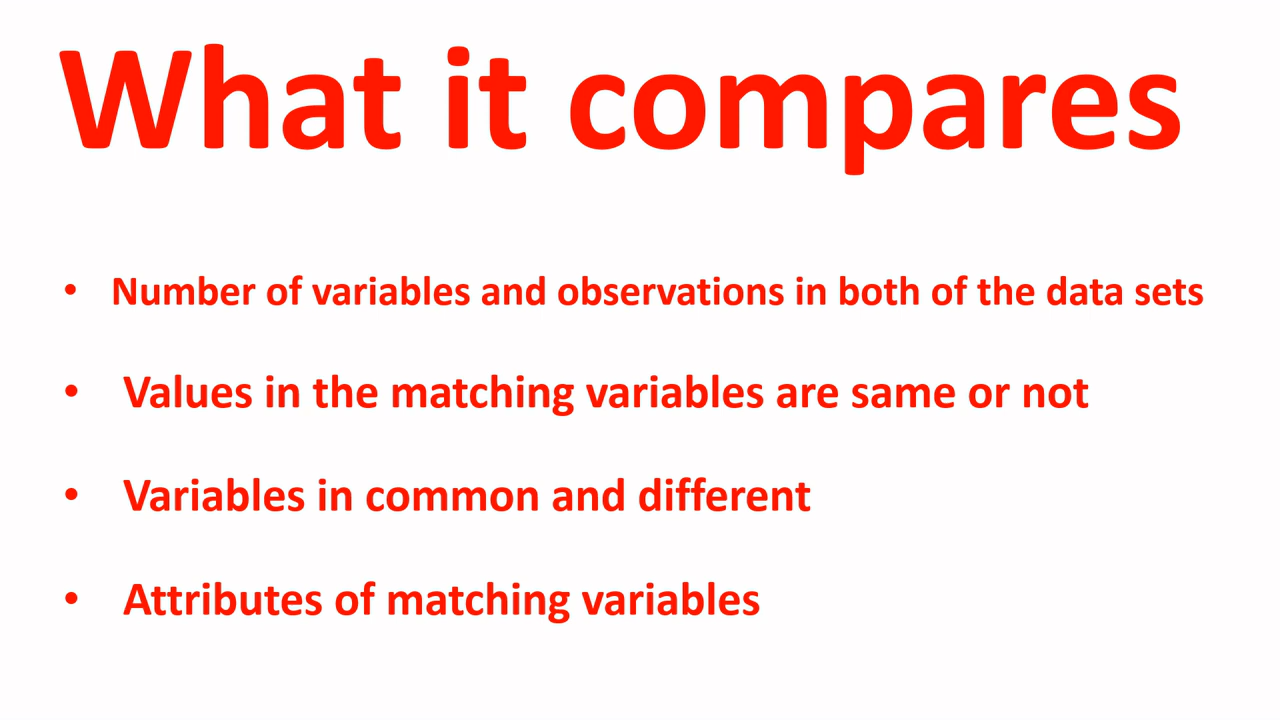 What it compares
• Number of variables and observations in both of the data sets
• Values in the matching variables are same or not
• Variables in common and different
• Attributes of matching variables